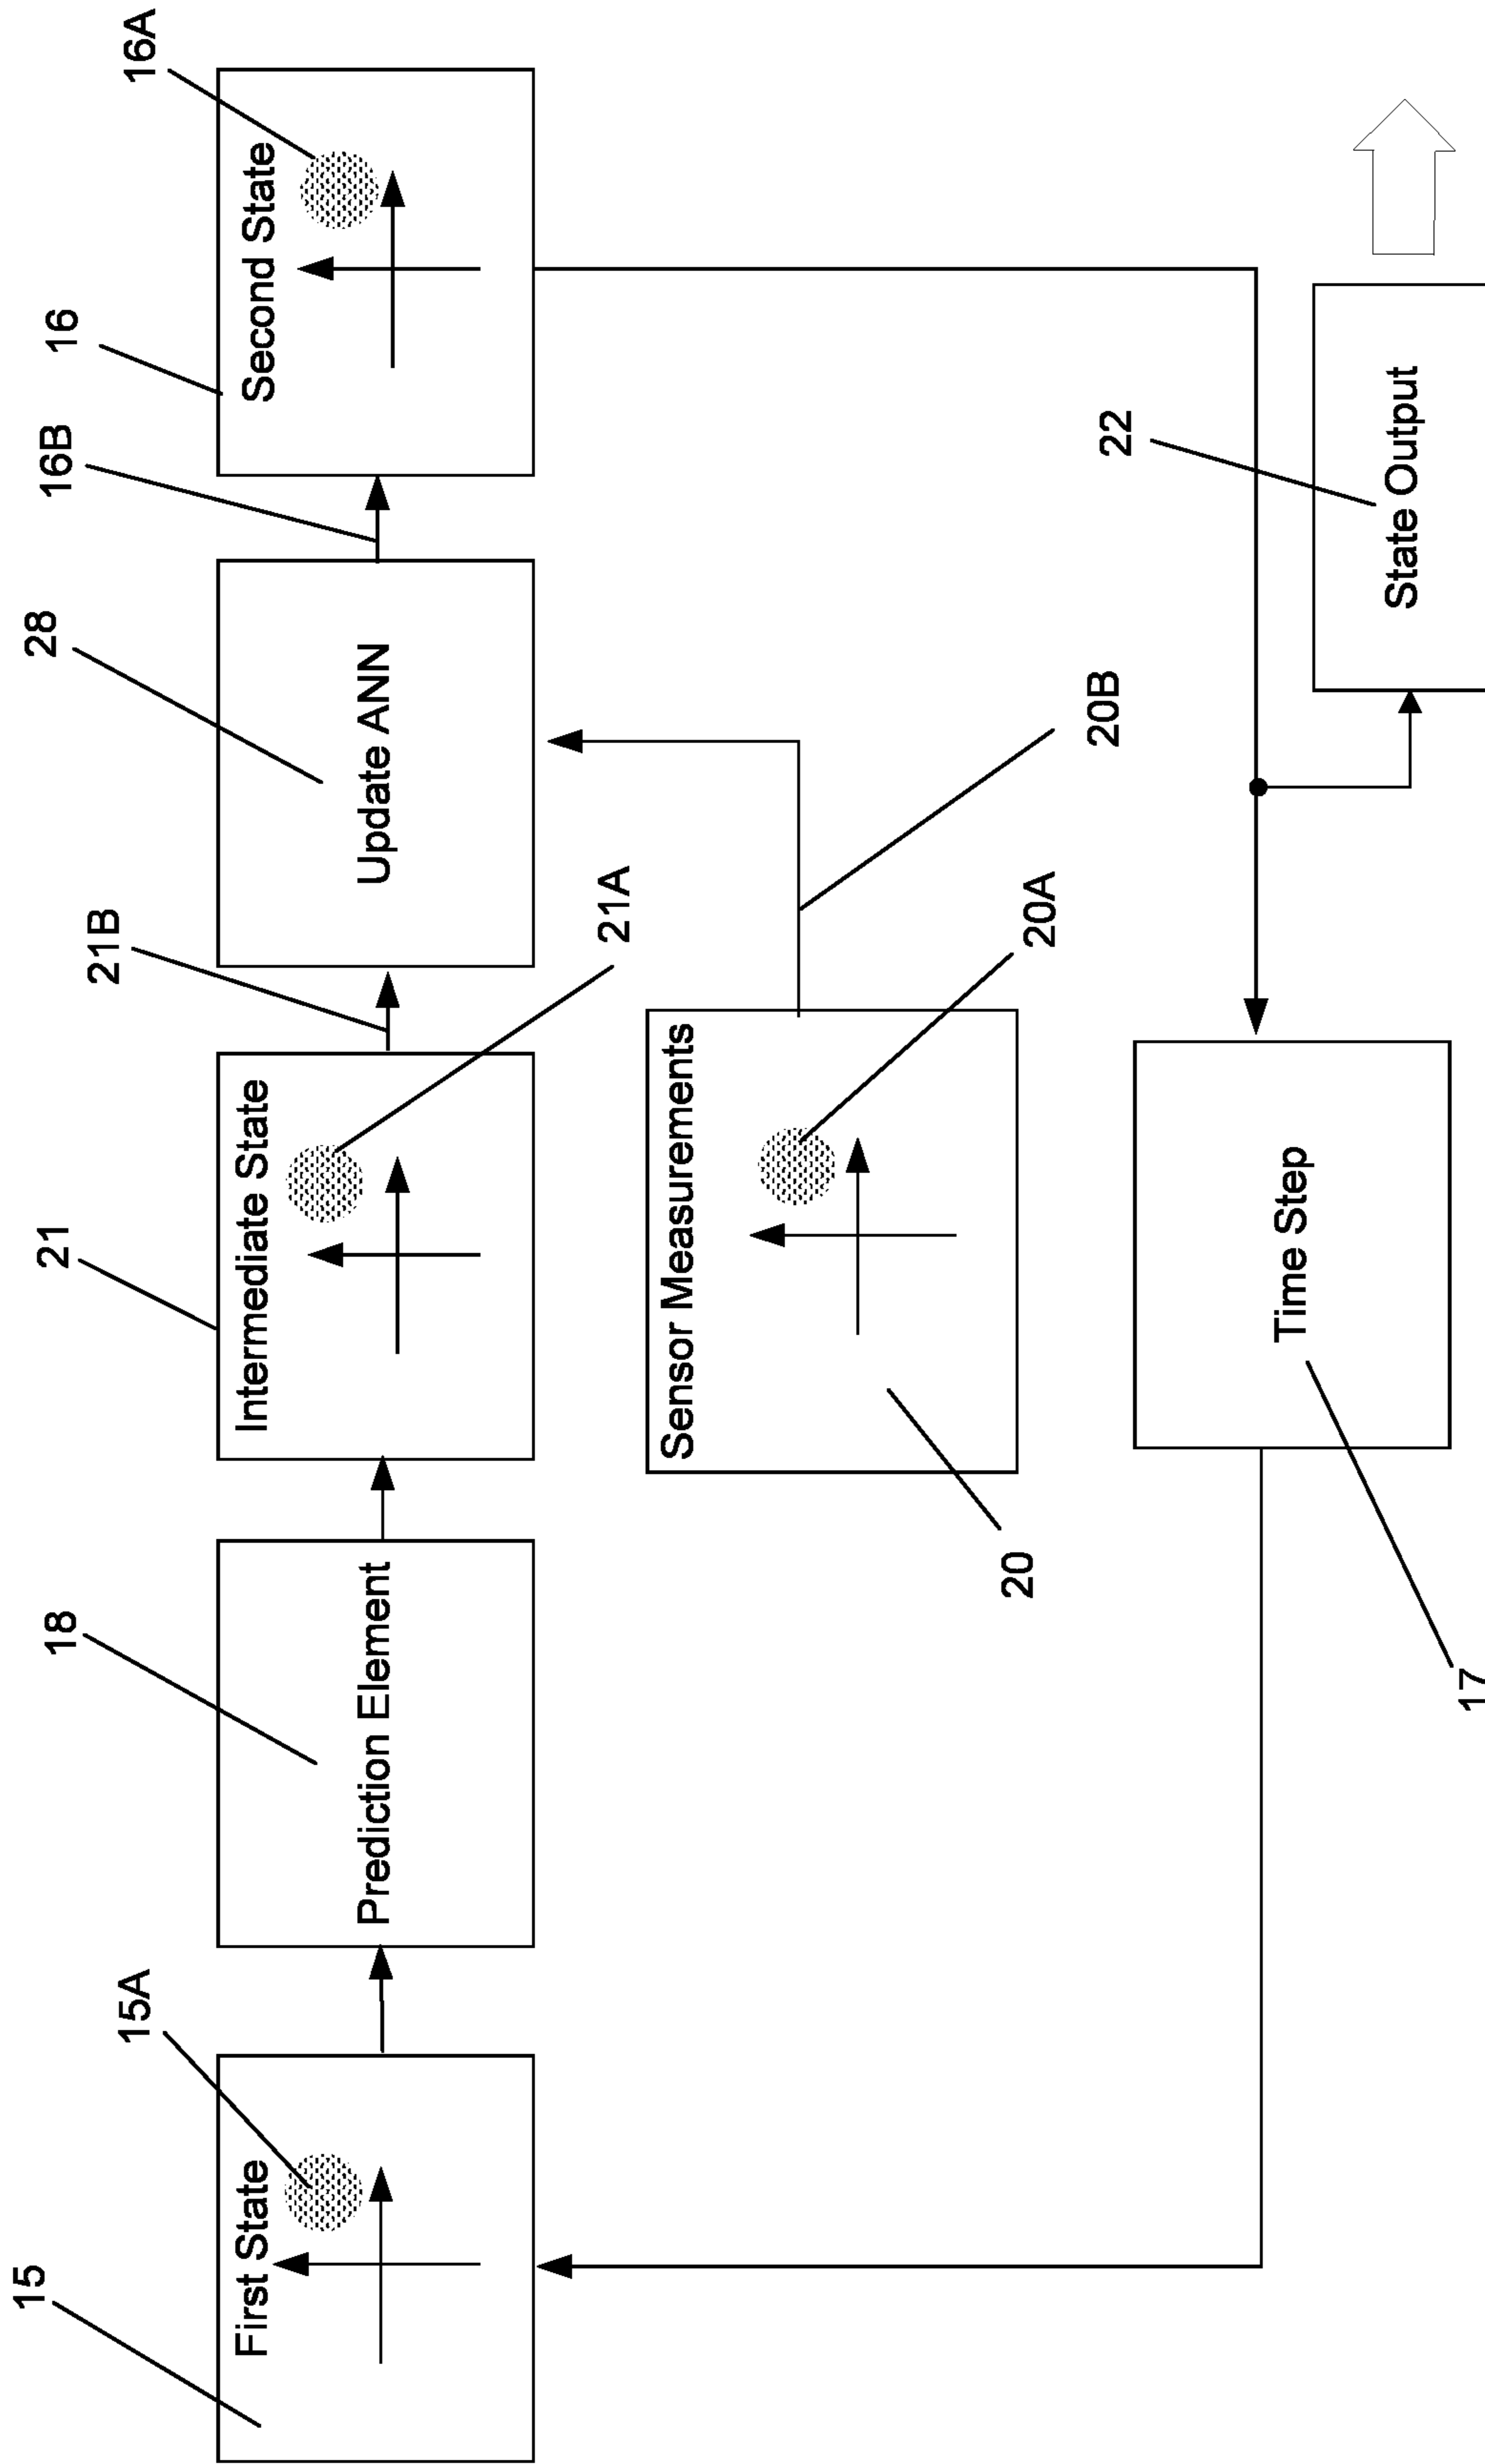 15
15A
First State
18
Prediction Element
21
Intermediate State
21B
21A
28
Update ANN
16B
16
Second State
16A
Sensor Measurements
20A
20B
20
Time Step
17
22
State Output